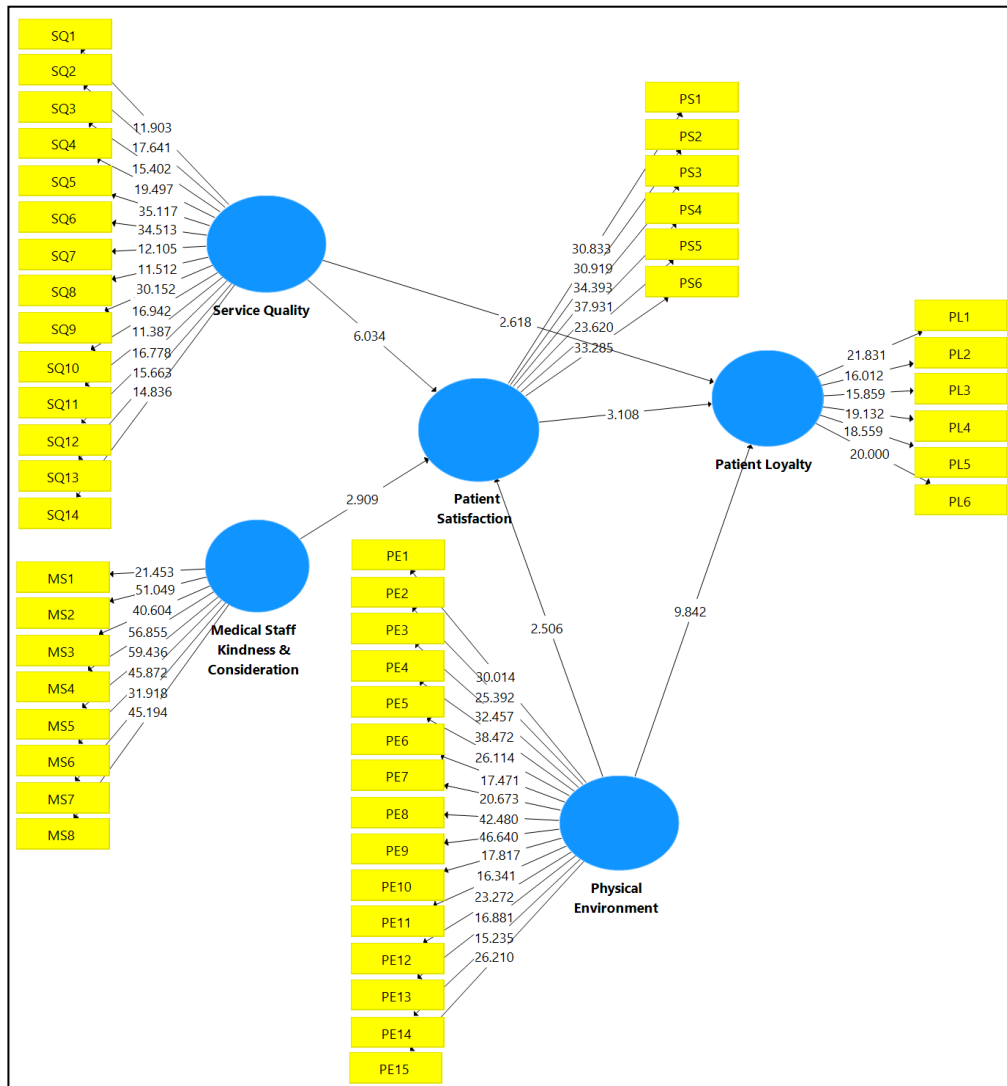 SQ1
SQ2
SQ3
SQ4
SQ5
SQ6
SQ7
SQ8
SQ9
SQ10
SQ11
SQ12
SQ13
SQ14
11.903
17.641
15.402
19.497
35.117
34.513
12.105
11.512
30.152
16.942
11.387
16.778
15.663
14.836
Service Quality
6.034
2.618
PS1
PS2
PS3
PS4
PS5
PS6
30.833
30.919
34.393
37.931
23.620
33.285
Patient
Satisfaction
3.108
PL1
PL2
PL3
PL4
PL5
PL6
21.831
16.012
15.859
19.132
18.559
20.000
Patient Loyalty
2.909
MS1
MS2
MS3
MS4
MS5
MS6
MS7
MS8
21.453
51.049
40.604
56.855
59.436
45.872
31.918
45.194
Medical Staff
Kindness &
Consideration
PE1
PE2
PE3
PE4
PE5
PE6
PE7
PE8
PE9
PE10
PE11
PE12
PE13
PE14
PE15
30.014
25.392
32.457
38.472
26.114
17.471
20.673
42.480
46.640
17.817
16.341
23.272
16.881
15.235
26.210
2.506
9.842
Physical
Environment